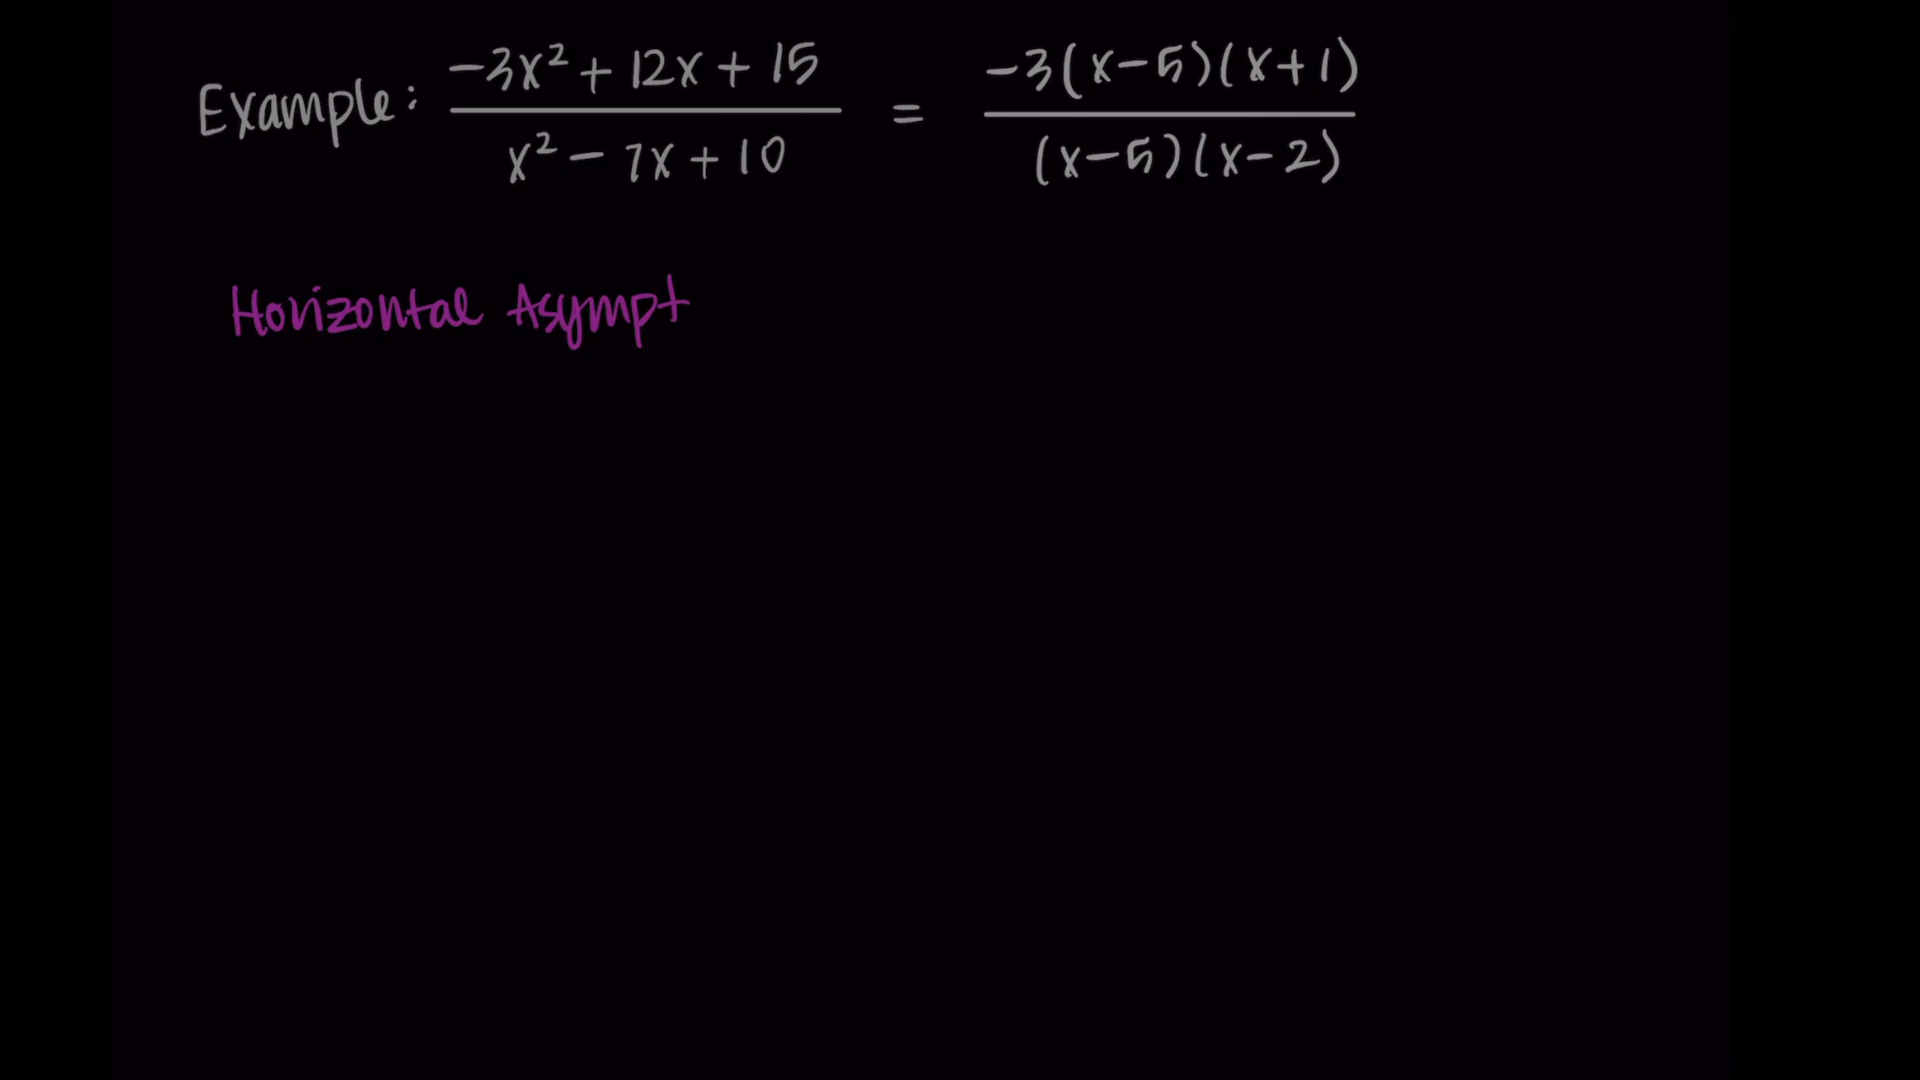 Example: -3x² + 12x + 15 / x² - 7x + 10 = -3(x-5)(x+1) / (x-5)(x-2)
Horizontal Asympt